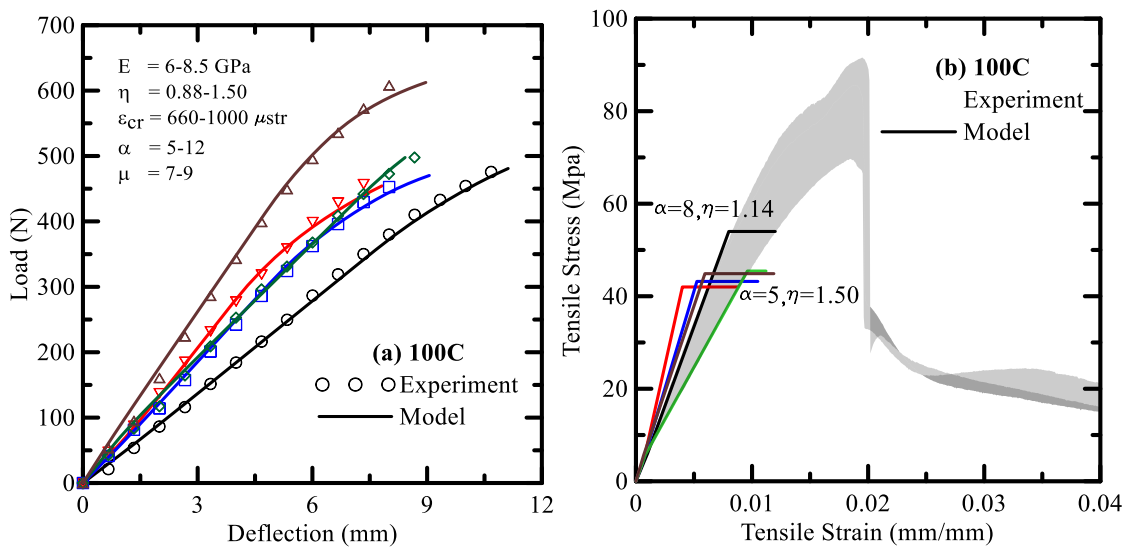 700
600
500
400
300
200
100
0
Load (N)
E = 6-8.5 GPa
η = 0.88-1.50
εcr = 660-1000 μstr
α = 5-12
μ = 7-9
(a) 100C
Experiment
Model
0 3 6 9 12
Deflection (mm)
100
80
60
40
20
0
Tensile Stress (Mpa)
(b) 100C
Experiment
Model
α=8,η=1.14
α=5,η=1.50
0 0.01 0.02 0.03 0.04
Tensile Strain (mm/mm)